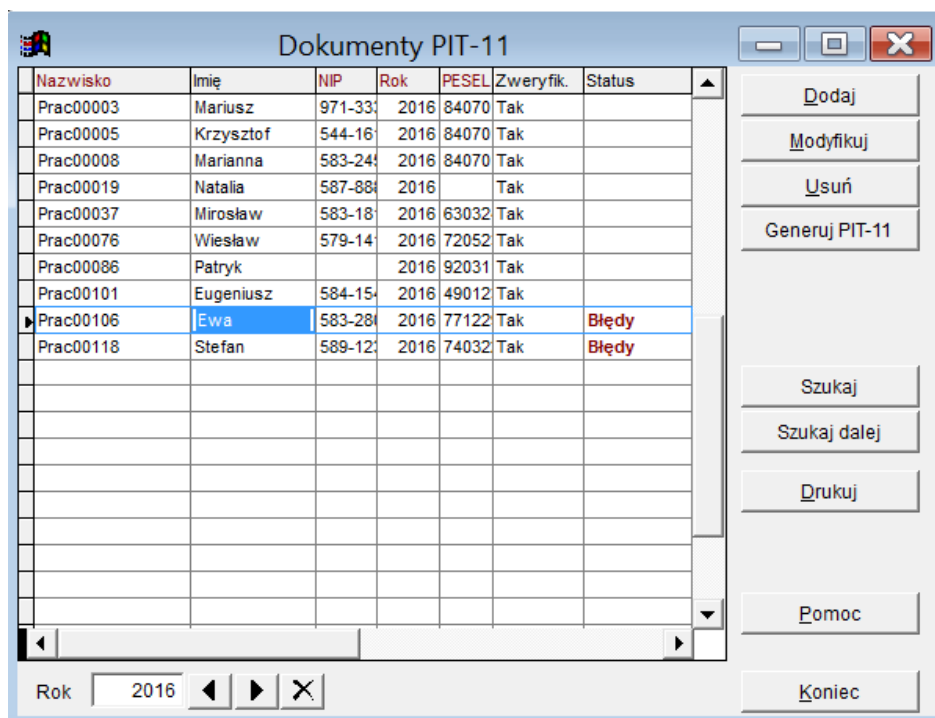 Dokumenty PIT-11
Nazwisko Imię NIP Rok PESEL Zweryfik. Status
Prac00003 Mariusz 971-33 2016 84070 Tak
Prac00005 Krzysztof 544-16 2016 84070 Tak
Prac00008 Marianna 583-24 2016 84070 Tak
Prac00019 Natalia 587-88 2016 Tak
Prac00037 Mirosław 583-18 2016 63032 Tak
Prac00076 Wiesław 579-14 2016 72052 Tak
Prac00086 Patryk 2016 92031 Tak
Prac00101 Eugeniusz 584-15 2016 49012 Tak
Prac00106 Ewa 583-28 2016 77122 Tak Błędy
Prac00118 Stefan 589-12 2016 74032 Tak Błędy
Dodaj
Modyfikuj
Usuń
Generuj PIT-11
Szukaj
Szukaj dalej
Drukuj
Pomoc
Koniec
Rok 2016